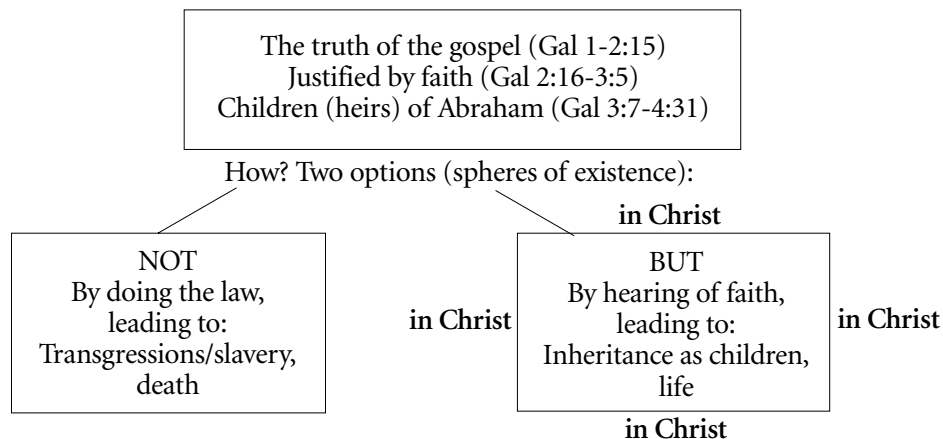 The truth of the gospel (Gal 1-2:15)
Justified by faith (Gal 2:16-3:5)
Children (heirs) of Abraham (Gal 3:7-4:31)
How? Two options (spheres of existence):
NOT
By doing the law,
leading to:
Transgressions/slavery,
death
in Christ
in Christ
BUT
By hearing of faith,
leading to:
Inheritance as children,
life
in Christ
in Christ